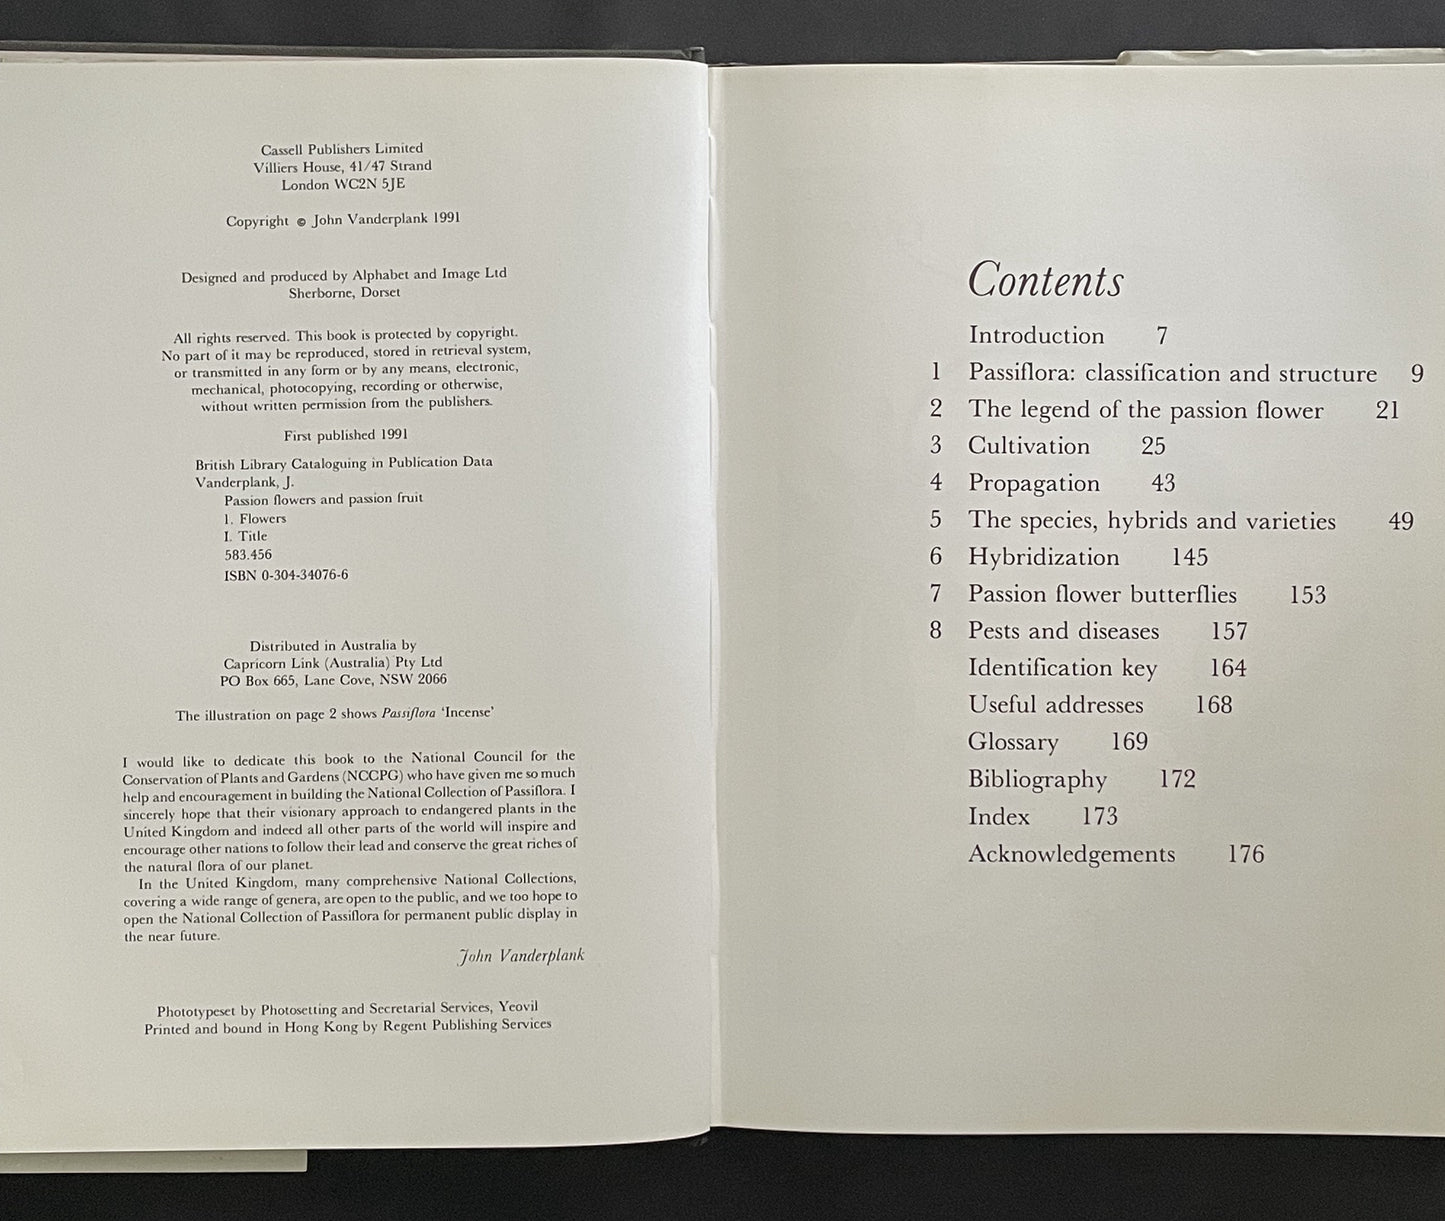 Cassell Publishers Limited
Villiers House, 41/47 Strand
London WC2N 5JE
Copyright © John Vanderplank 1991
Designed and produced by Alphabet and Image Ltd
Sherborne, Dorset
All rights reserved. This book is protected by copyright.
No part of it may be reproduced, stored in retrieval system,
or transmitted in any form or by any means, electronic,
mechanical, photocopying, recording or otherwise,
without written permission from the publishers.
First published 1991
British Library Cataloguing in Publication Data
Vanderplank, J.
Passion flowers and passion fruit
1. Flowers
I. Title
583.456
ISBN 0-304-34076-6
Distributed in Australia by
Capricorn Link (Australia) Pty Ltd
PO Box 665, Lane Cove, NSW 2066
The illustration on page 2 shows Passiflora ‘Incense’
I would like to dedicate this book to the National Council for the
Conservation of Plants and Gardens (NCCPG) who have given me so much
help and encouragement in building the National Collection of Passiflora. I
sincerely hope that their visionary approach to endangered plants in the
United Kingdom and indeed all other parts of the world will inspire and
encourage other nations to follow their lead and conserve the great riches of
the natural flora of our planet.
In the United Kingdom, many comprehensive National Collections,
covering a wide range of genera, are open to the public, and we too hope to
open the National Collection of Passiflora for permanent public display in
the near future.
John Vanderplank
Phototypeset by Photosetting and Secretarial Services, Yeovil
Printed and bound in Hong Kong by Regent Publishing Services
Contents
Introduction 7
1 Passiflora: classification and structure 9
2 The legend of the passion flower 21
3 Cultivation 25
4 Propagation 43
5 The species, hybrids and varieties 49
6 Hybridization 145
7 Passion flower butterflies 153
8 Pests and diseases 157
Identification key 164
Useful addresses 168
Glossary 169
Bibliography 172
Index 173
Acknowledgements 176